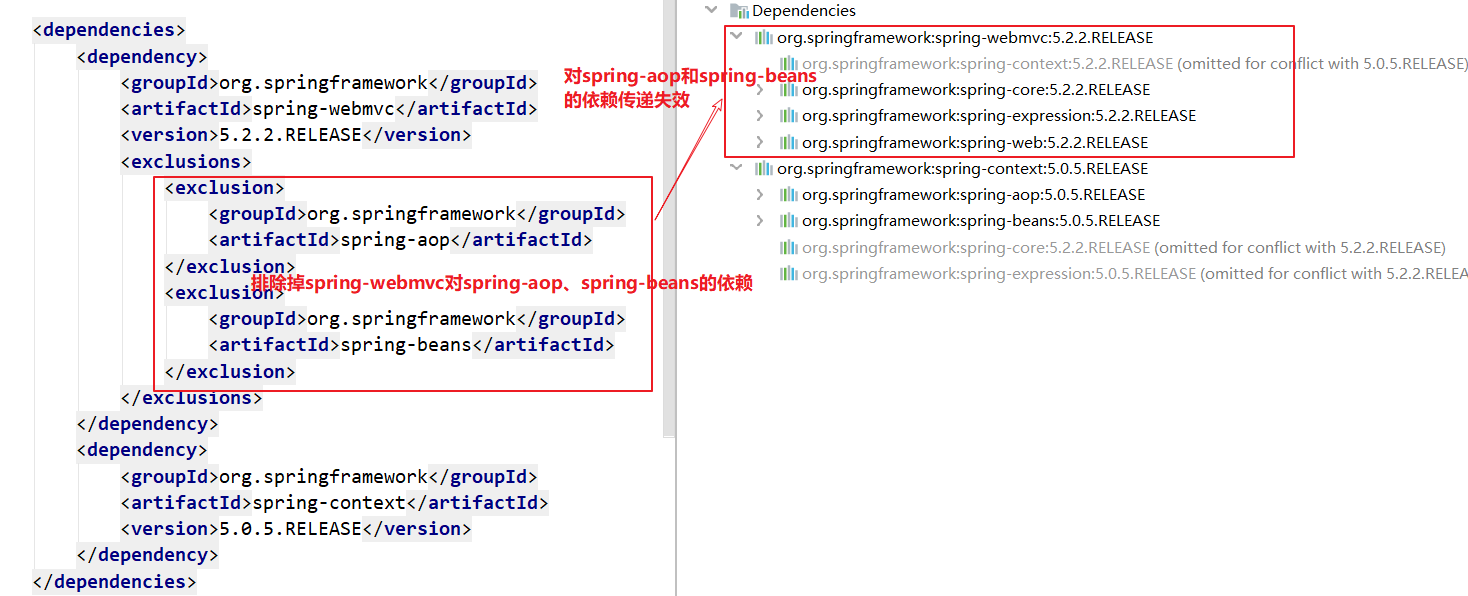 <dependencies>
<dependency>
<groupId>org.springframework</groupId>
<artifactId>spring-webmvc</artifactId>
<version>5.2.2.RELEASE</version>
<exclusions>
<exclusion>
<groupId>org.springframework</groupId>
<artifactId>spring-aop</artifactId>
</exclusion>
<exclusion>
<groupId>org.springframework</groupId>
<artifactId>spring-beans</artifactId>
</exclusion>
</exclusions>
</dependency>
<dependency>
<groupId>org.springframework</groupId>
<artifactId>spring-context</artifactId>
<version>5.0.5.RELEASE</version>
</dependency>
</dependencies>
排除掉spring-webmvc对spring-aop、spring-beans的依赖
对spring-aop和spring-beans
的依赖传递失效
Dependencies
org.springframework:spring-webmvc:5.2.2.RELEASE
org.springframework:spring-context:5.2.2.RELEASE (omitted for conflict with 5.0.5.RELEASE)
org.springframework:spring-core:5.2.2.RELEASE
org.springframework:spring-expression:5.2.2.RELEASE
org.springframework:spring-web:5.2.2.RELEASE
org.springframework:spring-context:5.0.5.RELEASE
org.springframework:spring-aop:5.0.5.RELEASE
org.springframework:spring-beans:5.0.5.RELEASE
org.springframework:spring-core:5.2.2.RELEASE (omitted for conflict with 5.2.2.RELEASE)
org.springframework:spring-expression:5.0.5.RELEASE (omitted for conflict with 5.2.2.RELEA